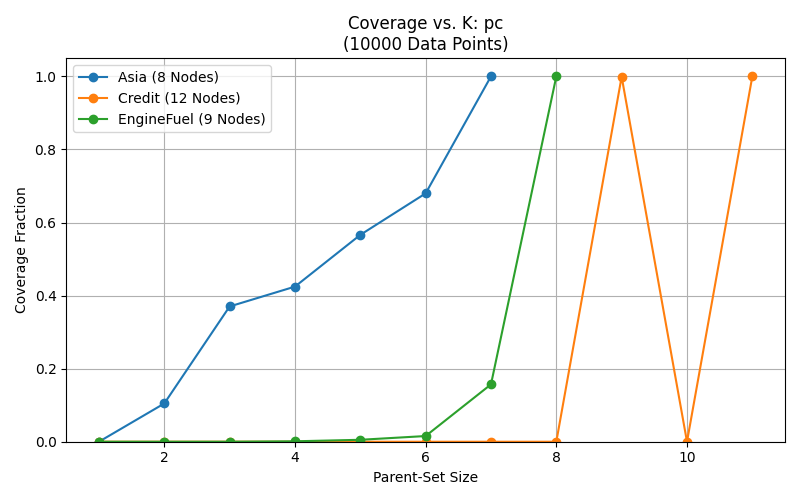 Coverage vs. K: pc
(10000 Data Points)
Asia (8 Nodes)
Credit (12 Nodes)
EngineFuel (9 Nodes)
Coverage Fraction
1.0
0.8
0.6
0.4
0.2
0.0
2 4 6 8 10
Parent-Set Size